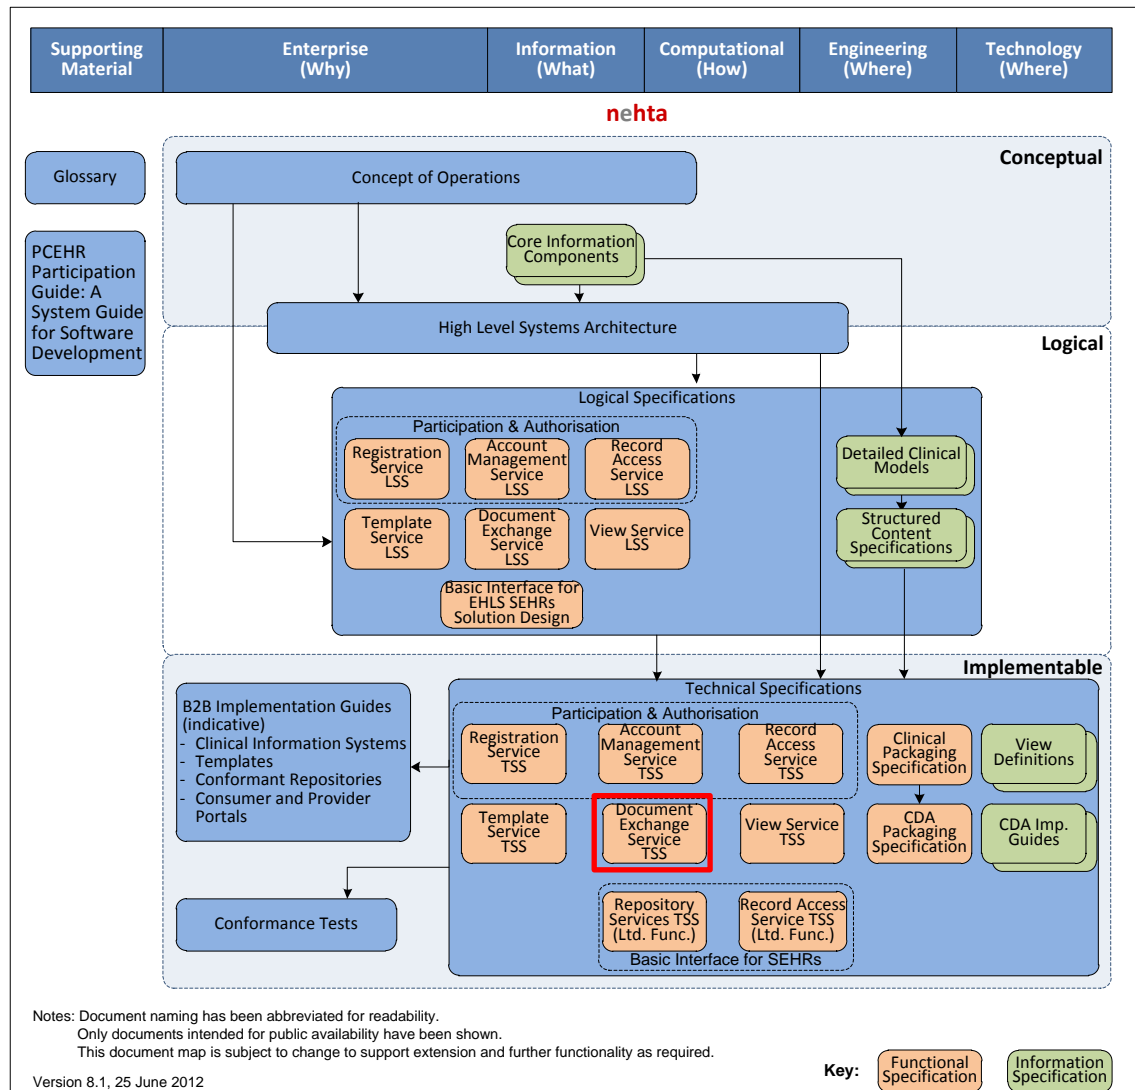 Supporting
Material
Enterprise
(Why)
Information
(What)
Computational
(How)
Engineering
(Where)
Technology
(Where)
nehta
Conceptual
Glossary
Concept of Operations
PCEHR
Participation
Guide: A
System Guide
for Software
Development
Core Information
Components
High Level Systems Architecture
Logical
Logical Specifications
Participation & Authorisation
Registration
Service
LSS
Account
Management
Service
LSS
Record
Access
Service
LSS
Detailed Clinical
Models
Template
Service
LSS
Document
Exchange
Service
LSS
View Service
LSS
Structured
Content
Specifications
Basic Interface for
EHLS SEHRs
Solution Design
Implementable
Technical Specifications
B2B Implementation Guides
(indicative)
- Clinical Information Systems
- Templates
- Conformant Repositories
- Consumer and Provider
Portals
Participation & Authorisation
Registration
Service
TSS
Account
Management
Service
TSS
Record
Access
Service
TSS
Clinical
Packaging
Specification
View
Definitions
Template
Service
TSS
Document
Exchange
Service
TSS
View Service
TSS
CDA
Packaging
Specification
CDA Imp.
Guides
Conformance Tests
Repository
Services TSS
(Ltd. Func.)
Record Access
Service TSS
(Ltd. Func.)
Basic Interface for SEHRs
Notes: Document naming has been abbreviated for readability.
Only documents intended for public availability have been shown.
This document map is subject to change to support extension and further functionality as required.
Version 8.1, 25 June 2012
Key:
Functional
Specification
Information
Specification